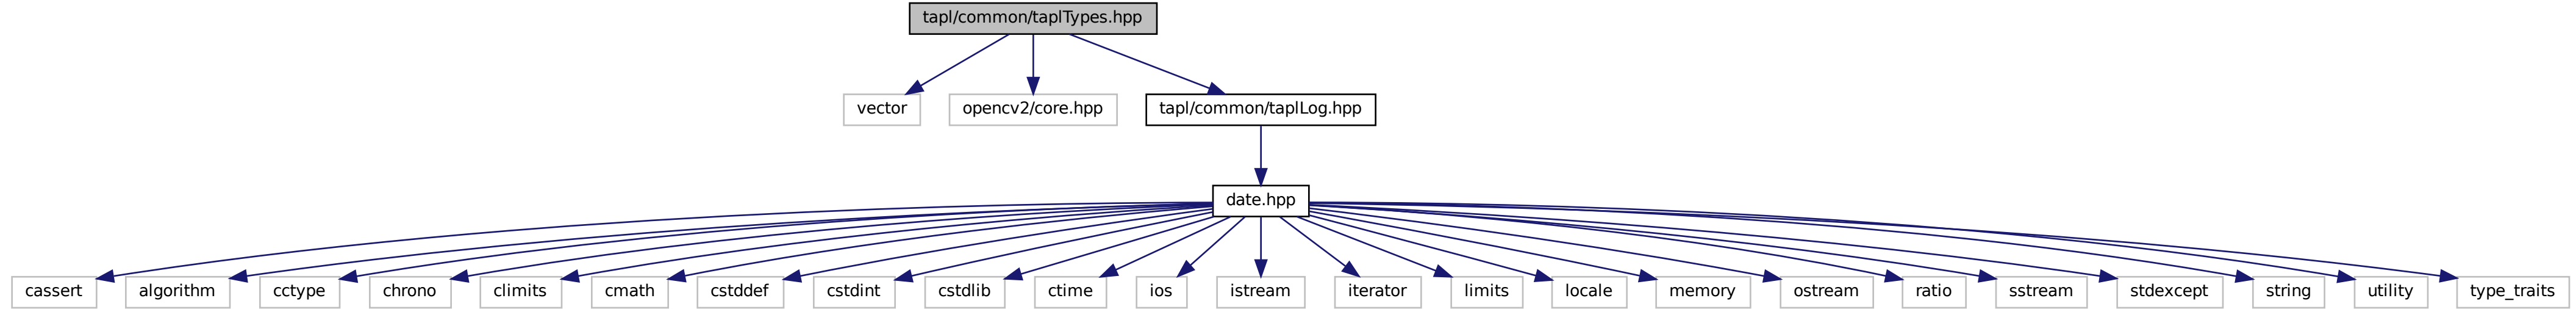 tapl/common/taplTypes.hpp
vector
opencv2/core.hpp
tapl/common/taplLog.hpp
date.hpp
cassert
algorithm
cctype
chrono
climits
cmath
cstddef
cstdint
cstdlib
ctime
ios
istream
iterator
limits
locale
memory
ostream
ratio
sstream
stdexcept
string
utility
type_traits